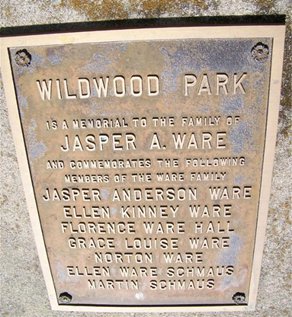 WILDWOOD PARK
IS A MEMORIAL TO THE FAMILY OF
JASPER A. WARE
AND COMMEMORATES THE FOLLOWING
MEMBERS OF THE WARE FAMILY
JASPER ANDERSON WARE
ELLEN KINNEY WARE
FLORENCE WARE HALL
GRACE LOUISE WARE
NORTON WARE
ELLEN WARE SCHMAUS
MARTIN SCHMAUS